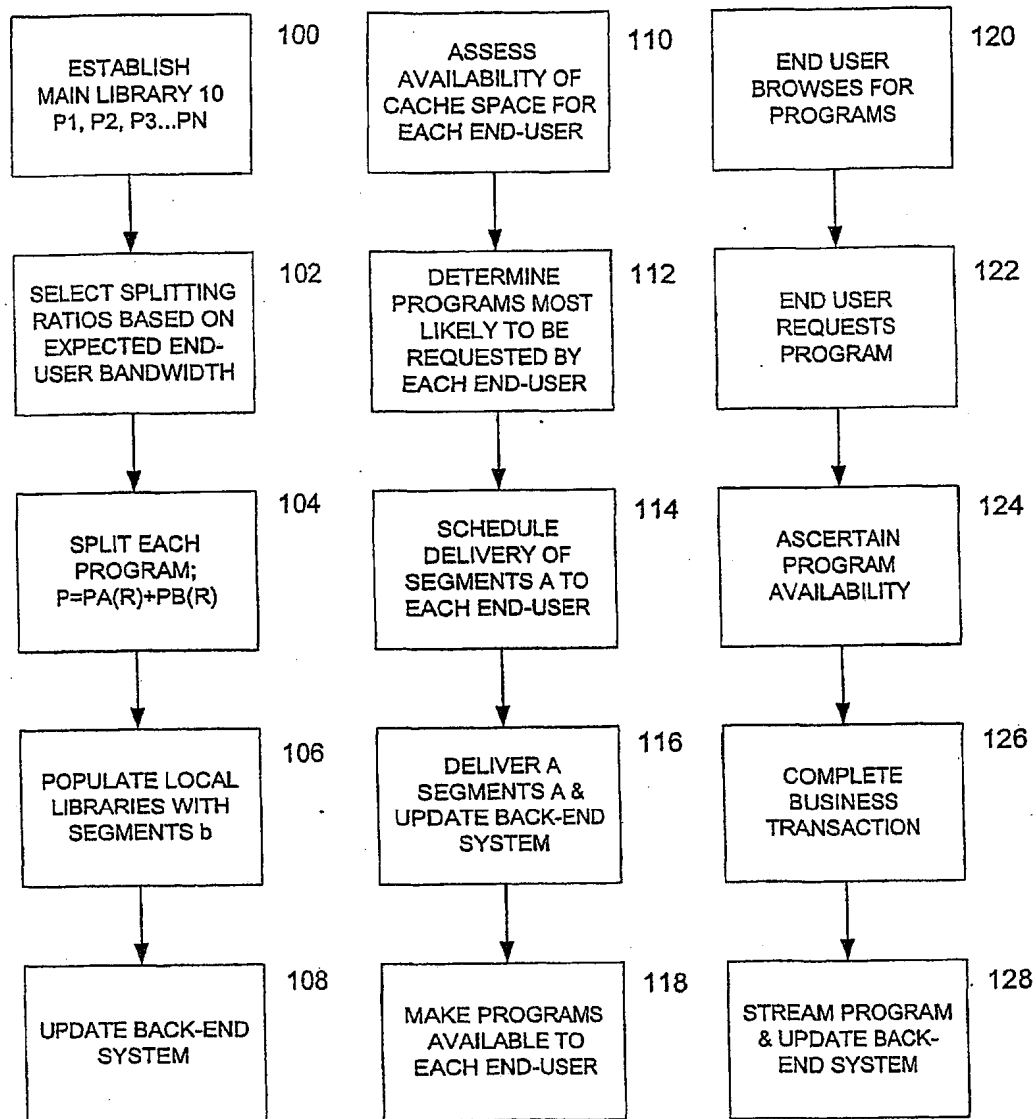 100
ESTABLISH
MAIN LIBRARY 10
P1, P2, P3...PN
102
SELECT SPLITTING
RATIOS BASED ON
EXPECTED END-
USER BANDWIDTH
104
SPLIT EACH
PROGRAM;
P=PA(R)+PB(R)
106
POPULATE LOCAL
LIBRARIES WITH
SEGMENTS b
108
UPDATE BACK-END
SYSTEM
110
ASSESS
AVAILABILITY OF
CACHE SPACE FOR
EACH END-USER
112
DETERMINE
PROGRAMS MOST
LIKELY TO BE
REQUESTED BY
EACH END-USER
114
SCHEDULE
DELIVERY OF
SEGMENTS A TO
EACH END-USER
116
DELIVER A
SEGMENTS A &
UPDATE BACK-END
SYSTEM
118
MAKE PROGRAMS
AVAILABLE TO
EACH END-USER
120
END USER
BROWSES FOR
PROGRAMS
122
END USER
REQUESTS
PROGRAM
124
ASCERTAIN
PROGRAM
AVAILABILITY
126
COMPLETE
BUSINESS
TRANSACTION
128
STREAM PROGRAM
& UPDATE BACK-
END SYSTEM